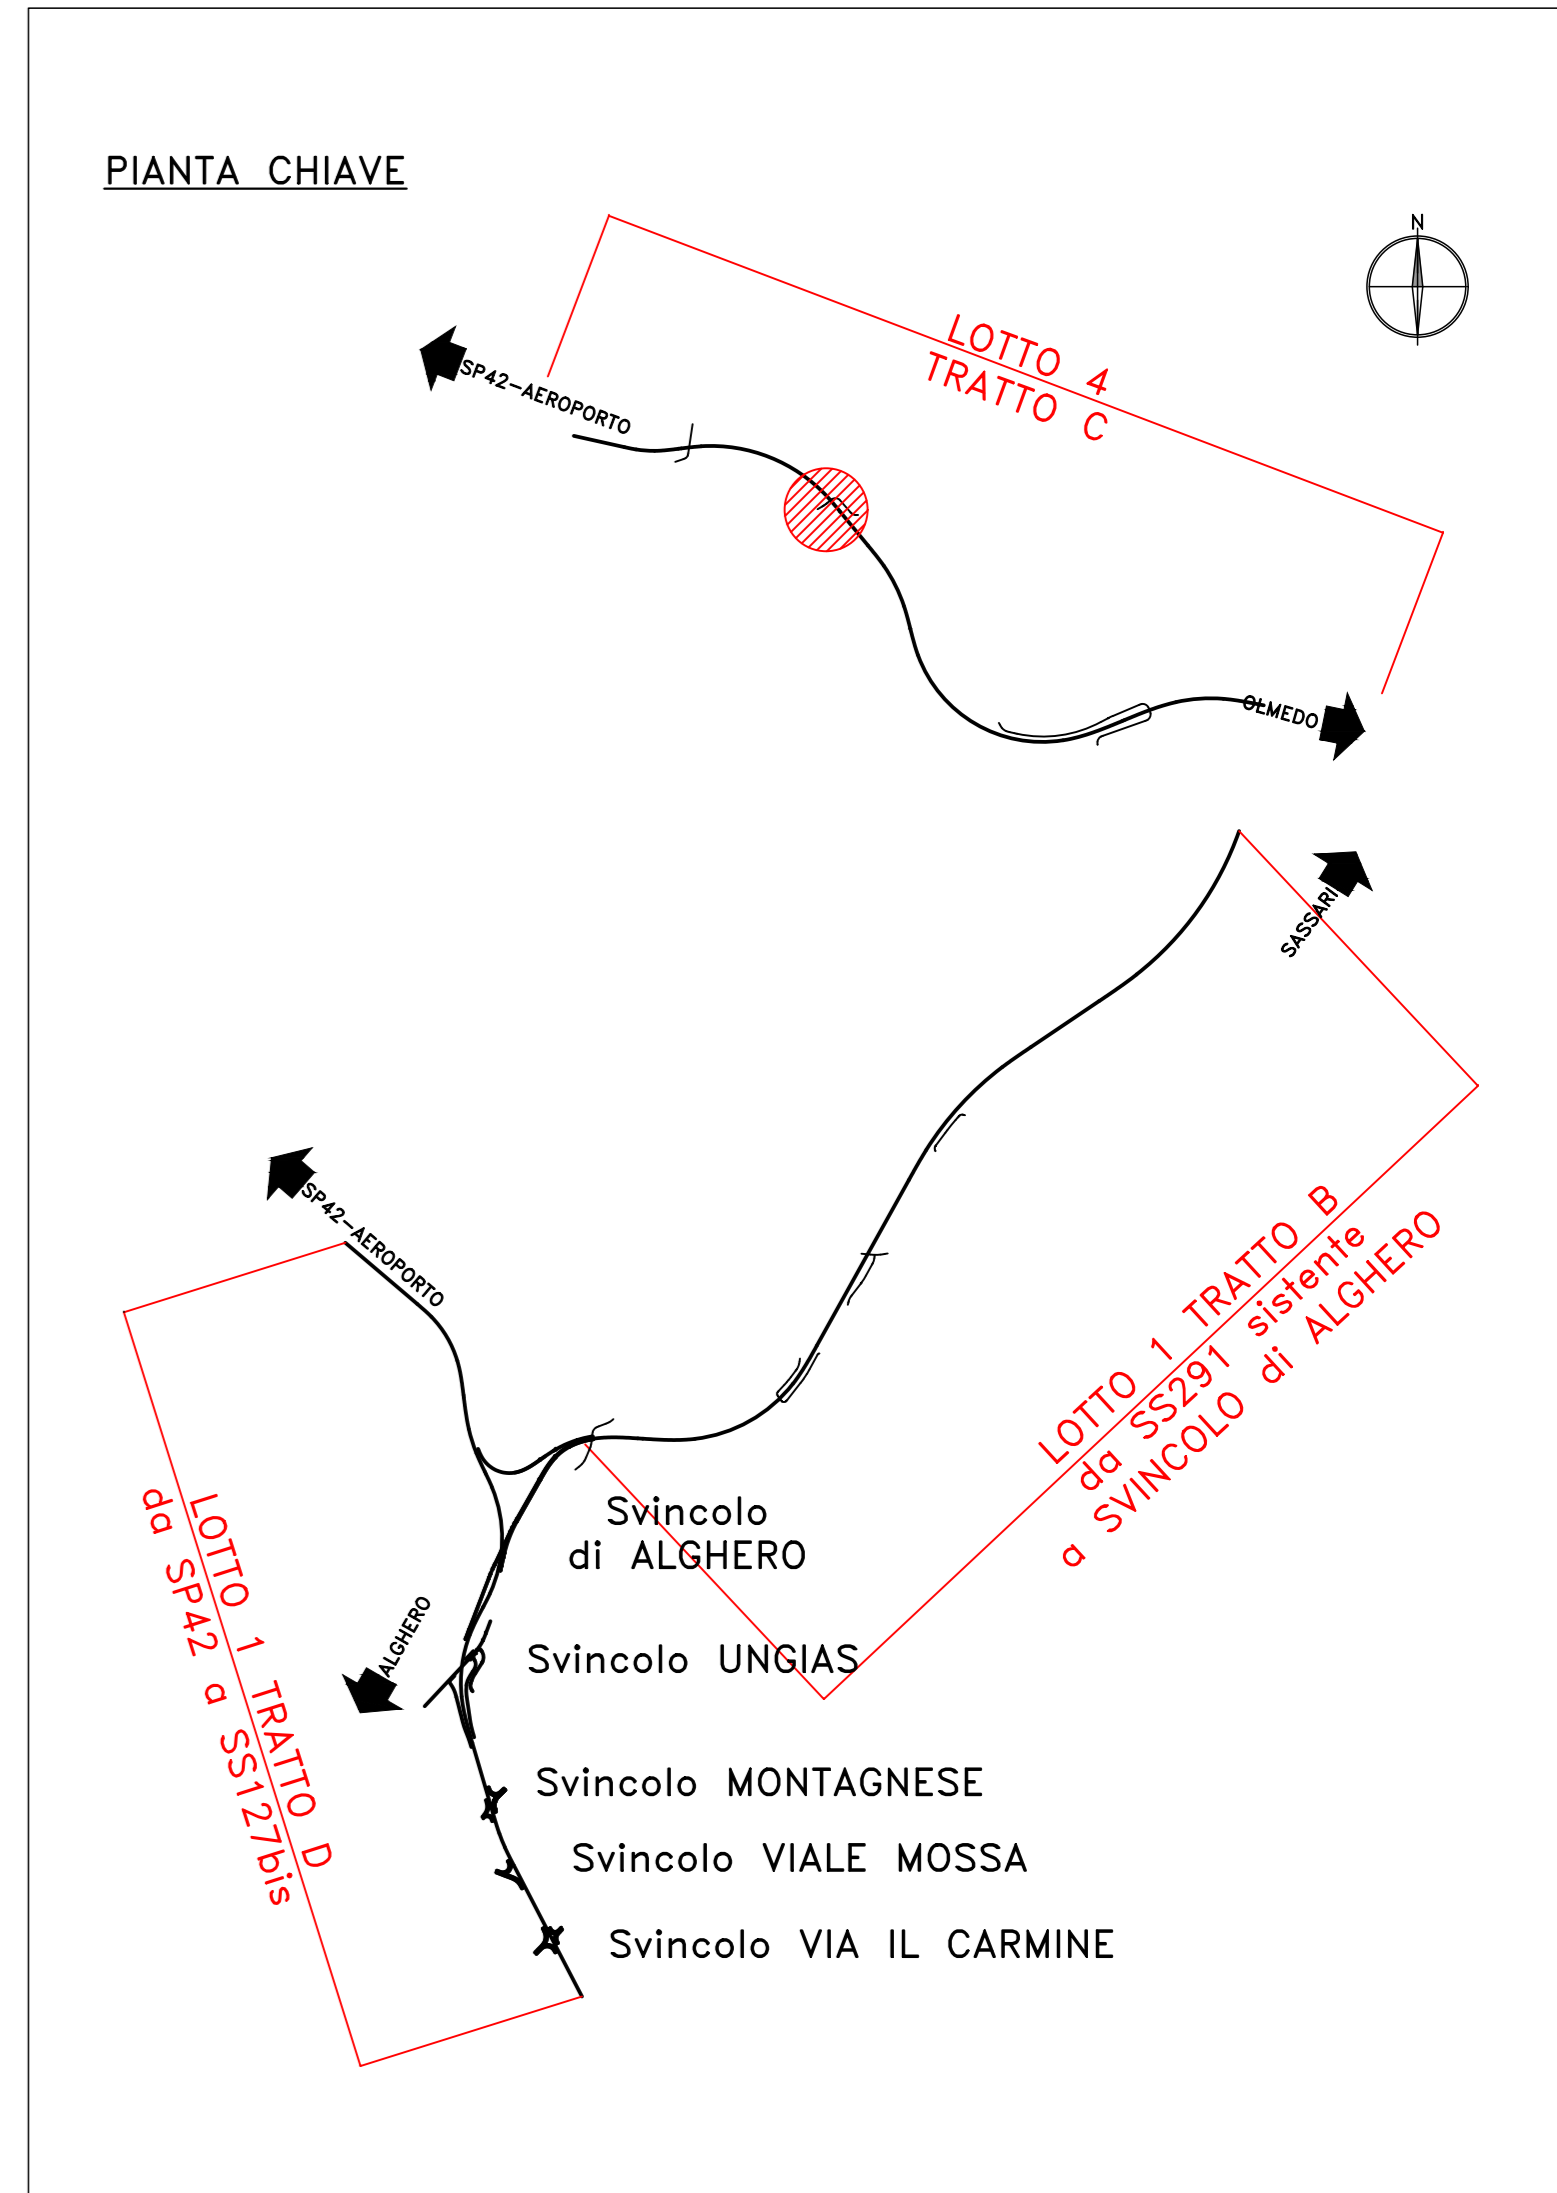 PIANTA CHIAVE
N
LOTTO 4
TRATTO C
SP42-AEROPORTO
OLMEDO
SASSARI
SP42-AEROPORTO
LOTTO 1 TRATTO B
da SS291 sistente
a SVINCOLO di ALGHERO
Svincolo
di ALGHERO
LOTTO 1 TRATTO D
da SP42 a SS127bis
ALGHERO
Svincolo UNGIAS
Svincolo MONTAGNESE
Svincolo VIALE MOSSA
Svincolo VIA IL CARMINE